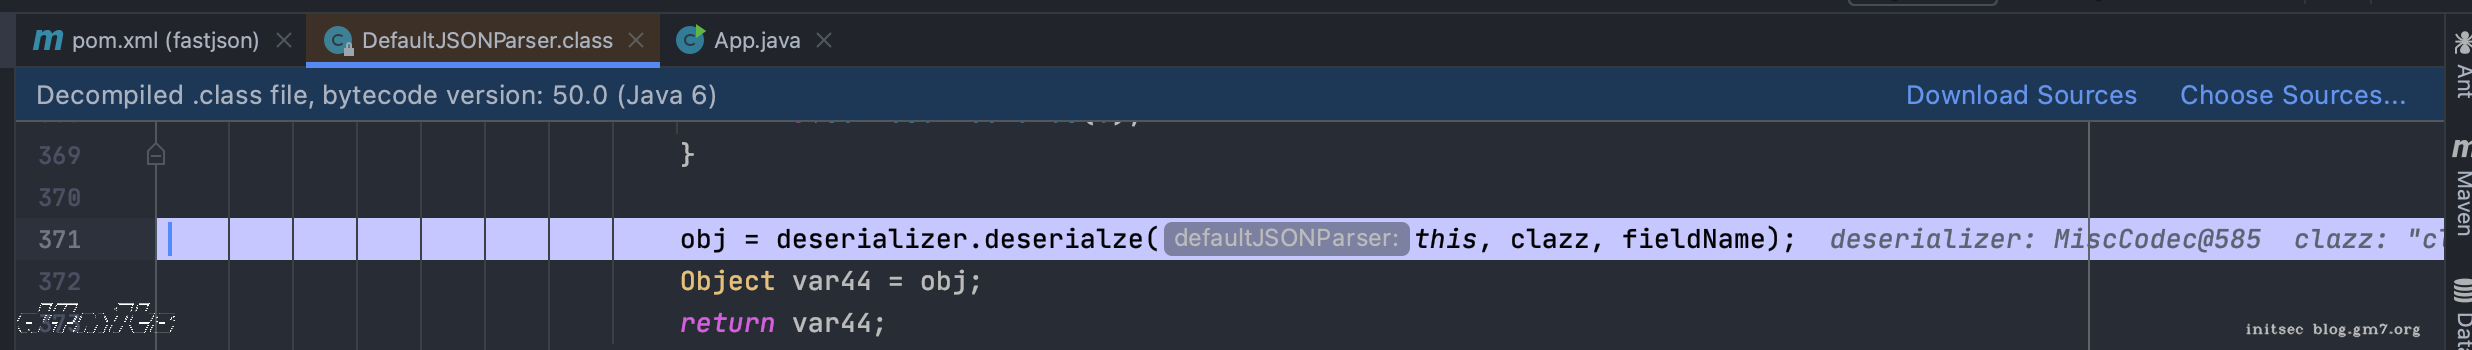 pom.xml (fastjson) DefaultJSONParser.class App.java
Decompiled .class file, bytecode version: 50.0 (Java 6) Download Sources Choose Sources...
Ant
369 }
370
371 obj = deserializer.deserialze( defaultJSONParser: this, clazz, fieldName); deserializer: MiscCodec@585 clazz: "cl
Maven
372 Object var44 = obj;
373 return var44;
initsec blog.gm7.org